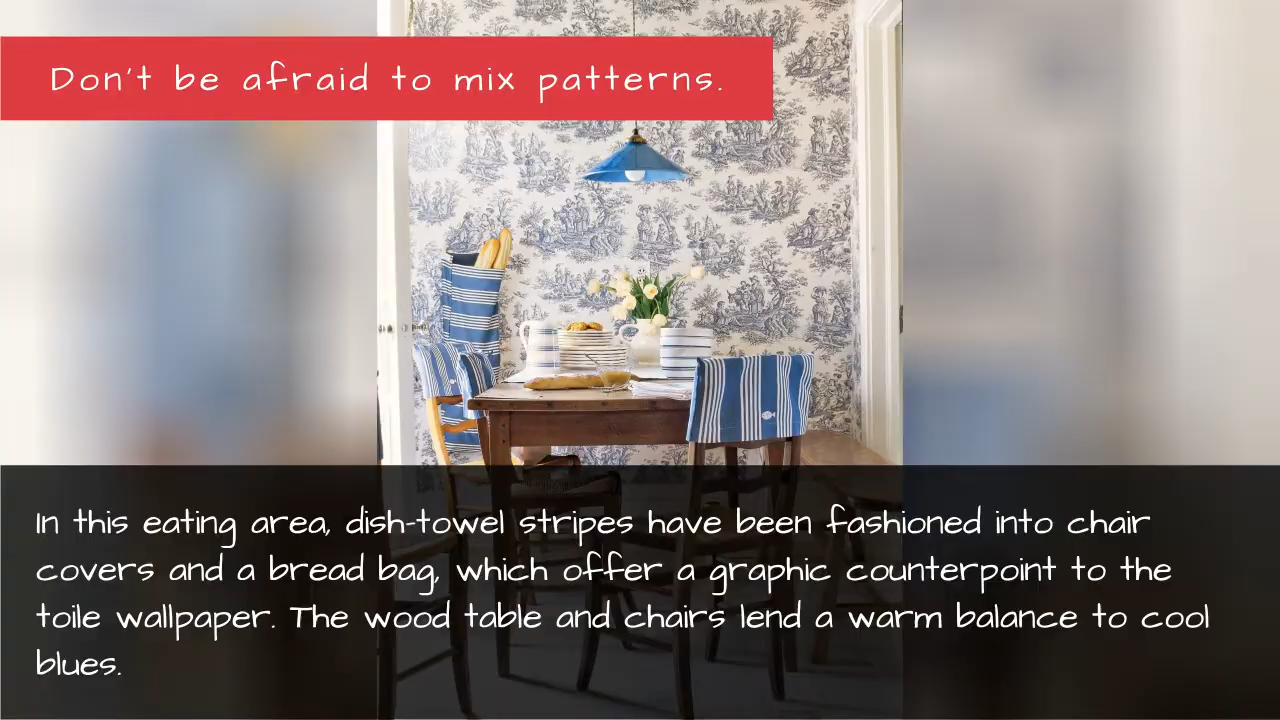 Don't be afraid to mix patterns.
In this eating area, dish-towel stripes have been fashioned into chair
covers and a bread bag, which offer a graphic counterpoint to the
toile wallpaper. The wood table and chairs lend a warm balance to cool
blues.